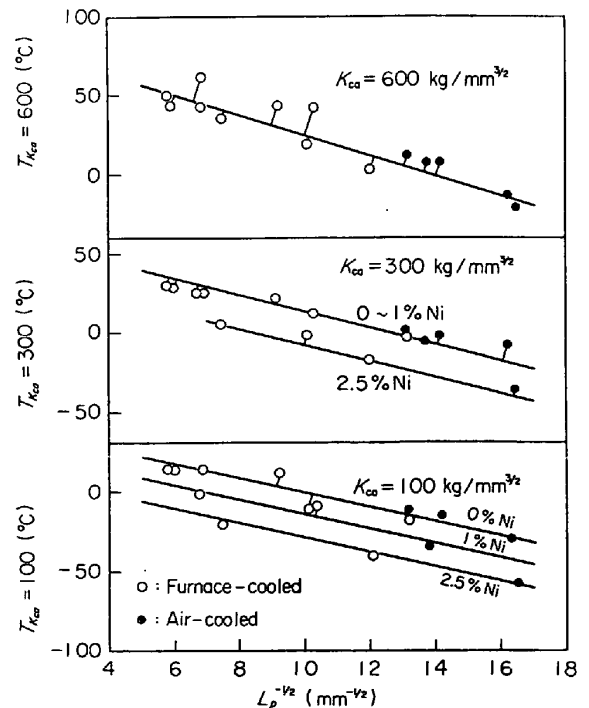 100
50
0
T_Kca = 600 (°C)
K_ca = 600 kg/mm^3/2
50
0
-50
T_Kca = 300 (°C)
K_ca = 300 kg/mm^3/2
0 ~ 1% Ni
2.5% Ni
0
-50
-100
T_Kca = 100 (°C)
K_ca = 100 kg/mm^3/2
0% Ni
1% Ni
2.5% Ni
○ : Furnace-cooled
● : Air-cooled
4 6 8 10 12 14 16 18
L_p^-1/2 (mm^-1/2)